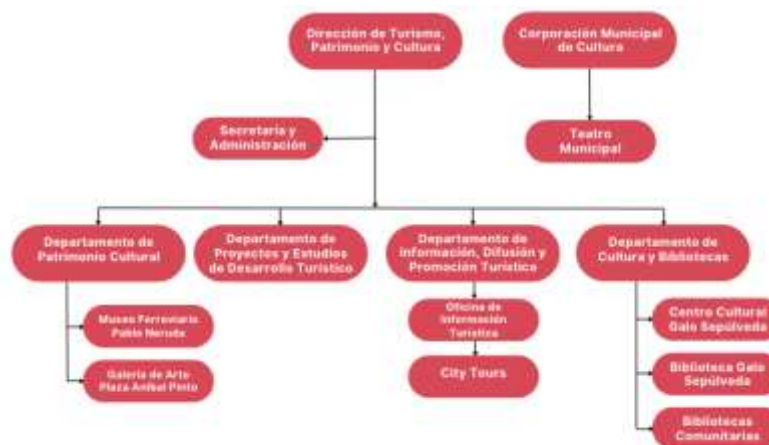 Dirección de Turismo,
Patrimonio y Cultura
Corporación Municipal
de Cultura
Secretaría y
Administración
Teatro
Municipal
Departamento de
Patrimonio Cultural
Departamento de
Proyectos y Estudios
de Desarrollo Turístico
Departamento de
información, Difusión y
Promoción Turística
Departamento de
Cultura y Bibliotecas
Museo Ferroviario
Pablo Neruda
Galería de Arte
Plaza Aníbal Pinto
Oficina de
Información
Turística
City Tours
Centro Cultural
Galo Sepúlveda
Biblioteca Galo
Sepúlveda
Bibliotecas
Comunitarias